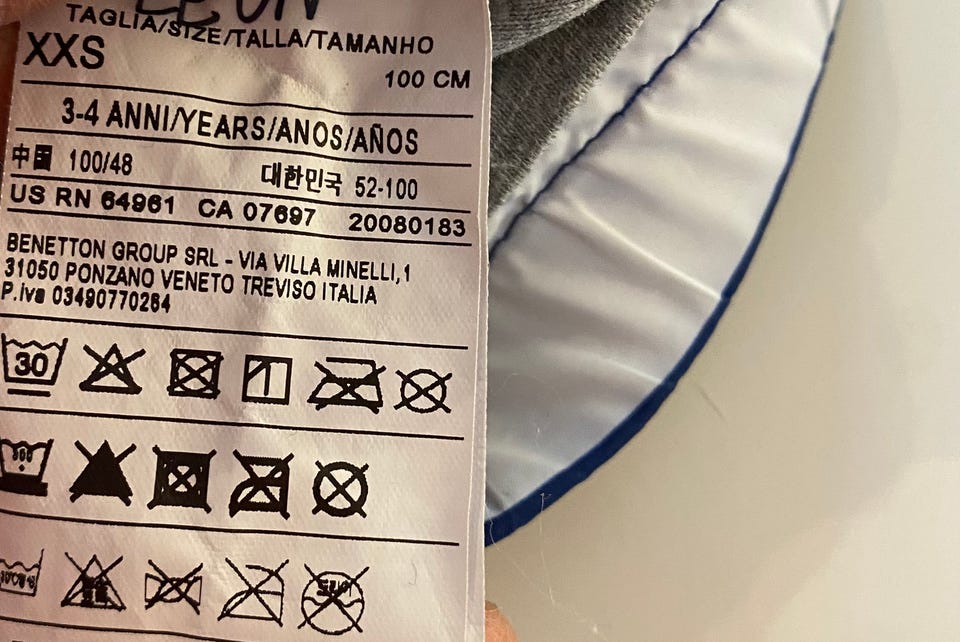 LEON
TAGLIA/SIZE/TALLA/TAMANHO
XXS
100 CM
3-4 ANNI/YEARS/ANOS/AÑOS
中国 100/48 대한민국 52-100
US RN 64961 CA 07697 20080183
BENETTON GROUP SRL - VIA VILLA MINELLI,1
31050 PONZANO VENETO TREVISO ITALIA
P.iva 03490770264
30